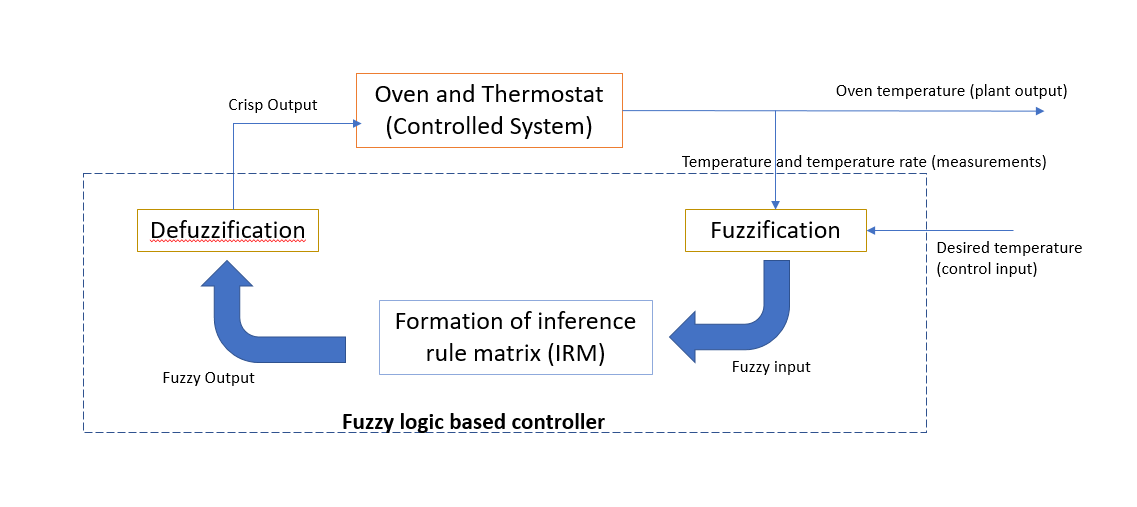 Oven temperature (plant output)
Crisp Output
Oven and Thermostat
(Controlled System)
Temperature and temperature rate (measurements)
Defuzzification
Fuzzification
Desired temperature
(control input)
Formation of inference
rule matrix (IRM)
Fuzzy input
Fuzzy Output
Fuzzy logic based controller